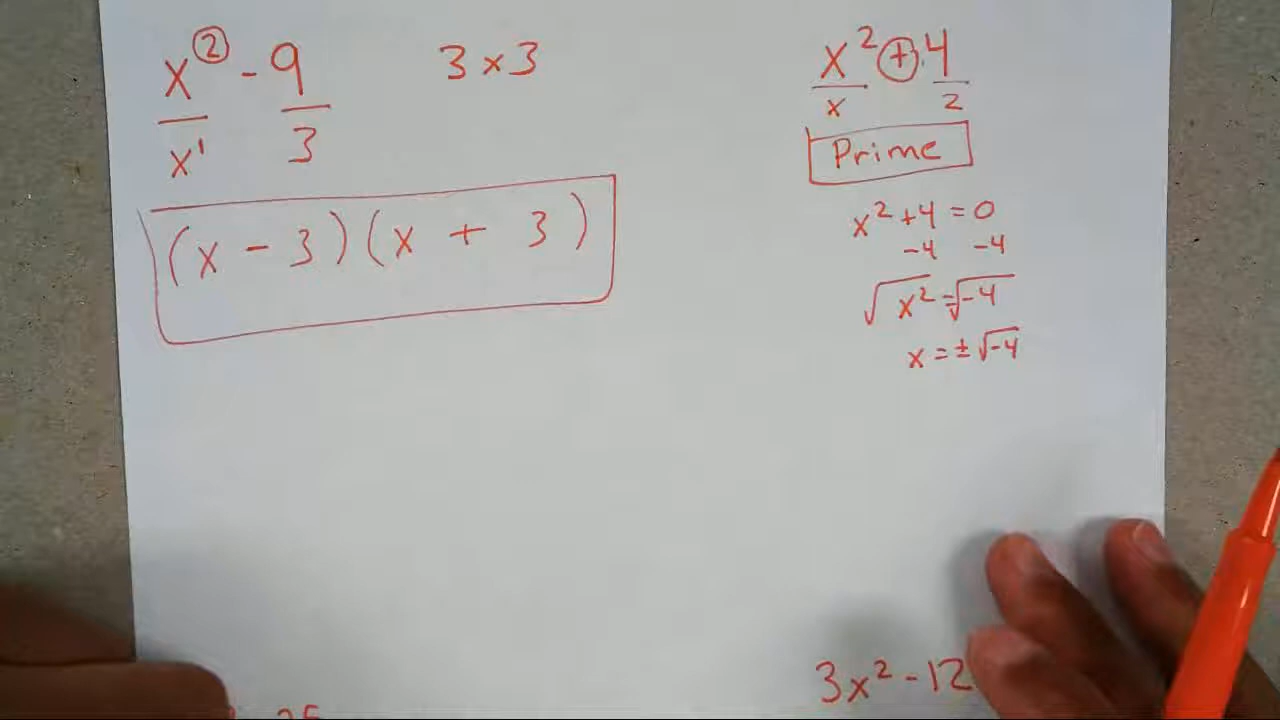 x² - 9
x¹ 3
3 × 3
(x - 3)(x + 3)
x² + 4
x 2
Prime
x² + 4 = 0
-4 -4
√x² = √-4
x = ± √-4
3x² - 12